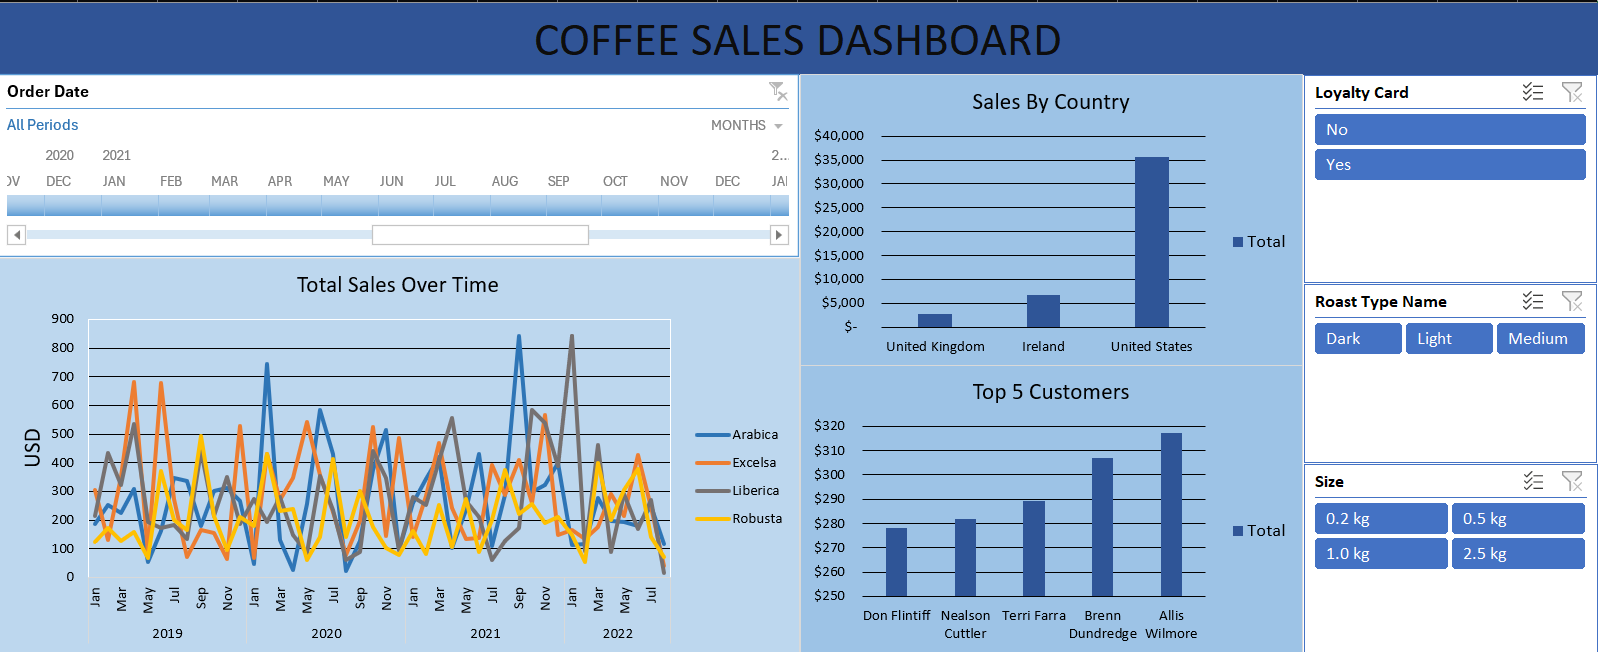 COFFEE SALES DASHBOARD
Order Date
All Periods
MONTHS
2020 2021 2...
OV DEC JAN FEB MAR APR MAY JUN JUL AUG SEP OCT NOV DEC JAN
Total Sales Over Time
900
800
700
600
500
400
300
200
100
0
USD
Jan Mar May Jul Sep Nov Jan Mar May Jul Sep Nov Jan Mar May Jul Sep Nov Jan Mar May Jul
2019 2020 2021 2022
Arabica
Excelsa
Liberica
Robusta
Sales By Country
$40,000
$35,000
$30,000
$25,000
$20,000
$15,000
$10,000
$5,000
$-
United Kingdom Ireland United States
Total
Top 5 Customers
$320
$310
$300
$290
$280
$270
$260
$250
Don Flintiff Nealson Cuttler Terri Farra Brenn Dundredge Allis Wilmore
Total
Loyalty Card
No
Yes
Roast Type Name
Dark Light Medium
Size
0.2 kg 0.5 kg
1.0 kg 2.5 kg